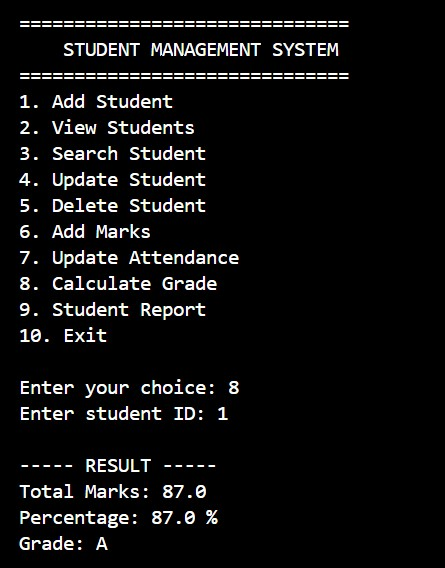 ==============================
    STUDENT MANAGEMENT SYSTEM
==============================
1. Add Student
2. View Students
3. Search Student
4. Update Student
5. Delete Student
6. Add Marks
7. Update Attendance
8. Calculate Grade
9. Student Report
10. Exit

Enter your choice: 8
Enter student ID: 1

----- RESULT -----
Total Marks: 87.0
Percentage: 87.0 %
Grade: A